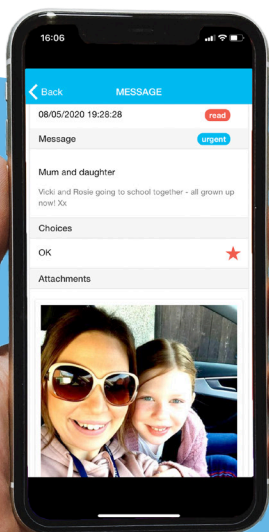 16:06
Back MESSAGE
08/05/2020 19:28:28 read
Message urgent
Mum and daughter
Vicki and Rosie going to school together - all grown up
now! Xx
Choices
OK
Attachments